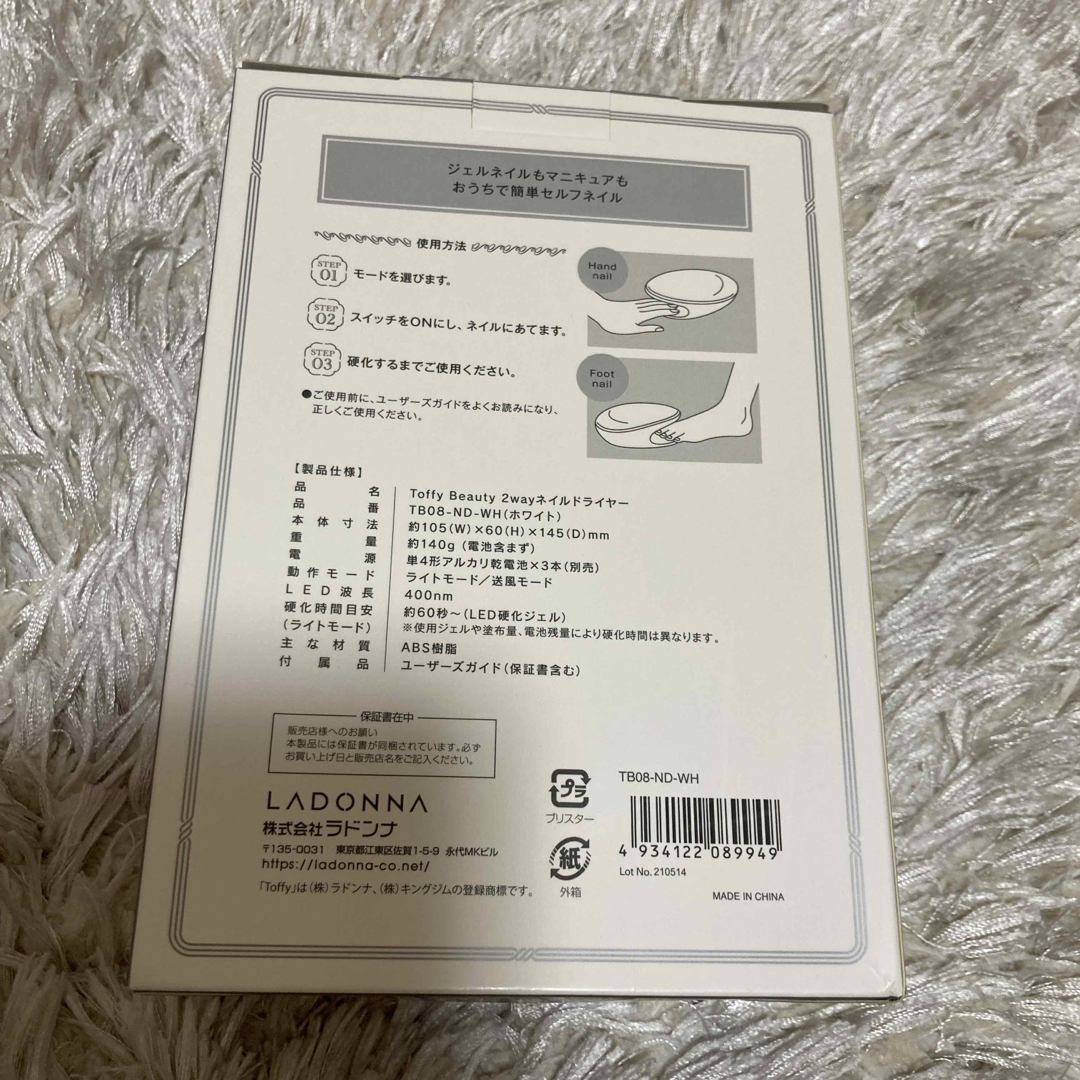 ジェルネイルもマニキュアも
おうちで簡単セルフネイル
使用方法
STEP 01 モードを選びます。
STEP 02 スイッチをONにし、ネイルにあてます。
STEP 03 硬化するまでご使用ください。
●ご使用前に、ユーザーズガイドをよくお読みになり、
正しくご使用ください。
Hand
nail
Foot
nail
【製品仕様】
品名 Toffy Beauty 2wayネイルドライヤー
品番 TB08-ND-WH(ホワイト)
本体寸法 約105(W)×60(H)×145(D)mm
重量 約140g (電池含まず)
電源 単4形アルカリ乾電池×3本(別売)
動作モード ライトモード/送風モード
LED波長 400nm
硬化時間目安 約60秒～(LED硬化ジェル)
(ライトモード) ※使用ジェルや塗布量、電池残量により硬化時間は異なります。
主な材質 ABS樹脂
付属品 ユーザーズガイド(保証書含む)
保証書在中
販売店様へのお願い
本製品には保証書が同梱されています。必ず
お買い上げ日と販売店名をご記入ください。
LADONNA
株式会社ラドンナ
〒135-0031 東京都江東区佐賀1-5-9 永代MKビル
https://ladonna-co.net/
「Toffy」は(株)ラドンナ、(株)キングジムの登録商標です。
プラ
ブリスター
紙
外箱
TB08-ND-WH
4 934122 089949
Lot No. 210514
MADE IN CHINA